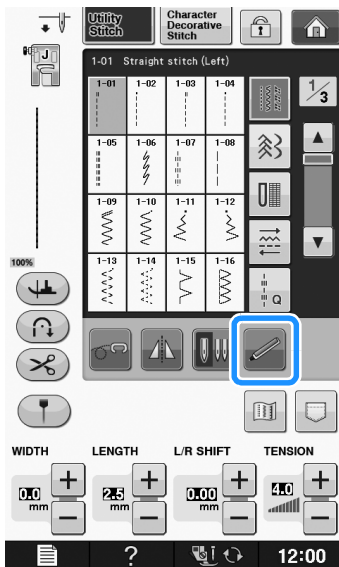 Utility
Stitch
Character
Decorative
Stitch
J
1-01 Straight stitch (Left)
1-01 1-02 1-03 1-04
1/3
1-05 1-06 1-07 1-08
1-09 1-10 1-11 1-12
1-13 1-14 1-15 1-16
100%
Q
WIDTH LENGTH L/R SHIFT TENSION
0.0 mm + − 2.5 mm + − 0.00 mm + − 4.0 + −
? 12:00